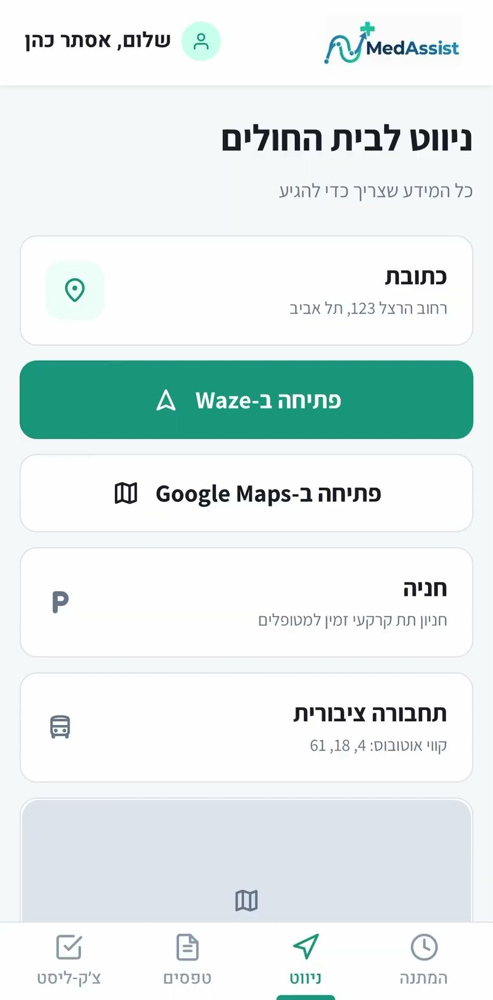 MedAssist
שלום, אסתר כהן
ניווט לבית החולים
כל המידע שצריך כדי להגיע
כתובת
רחוב הרצל 123, תל אביב
פתיחה ב-Waze
פתיחה ב-Google Maps
חניה
חניון תת קרקעי זמין למטופלים
P
תחבורה ציבורית
קווי אוטובוס: 4, 18, 61
המתנה
ניווט
טפסים
צ'ק-ליסט